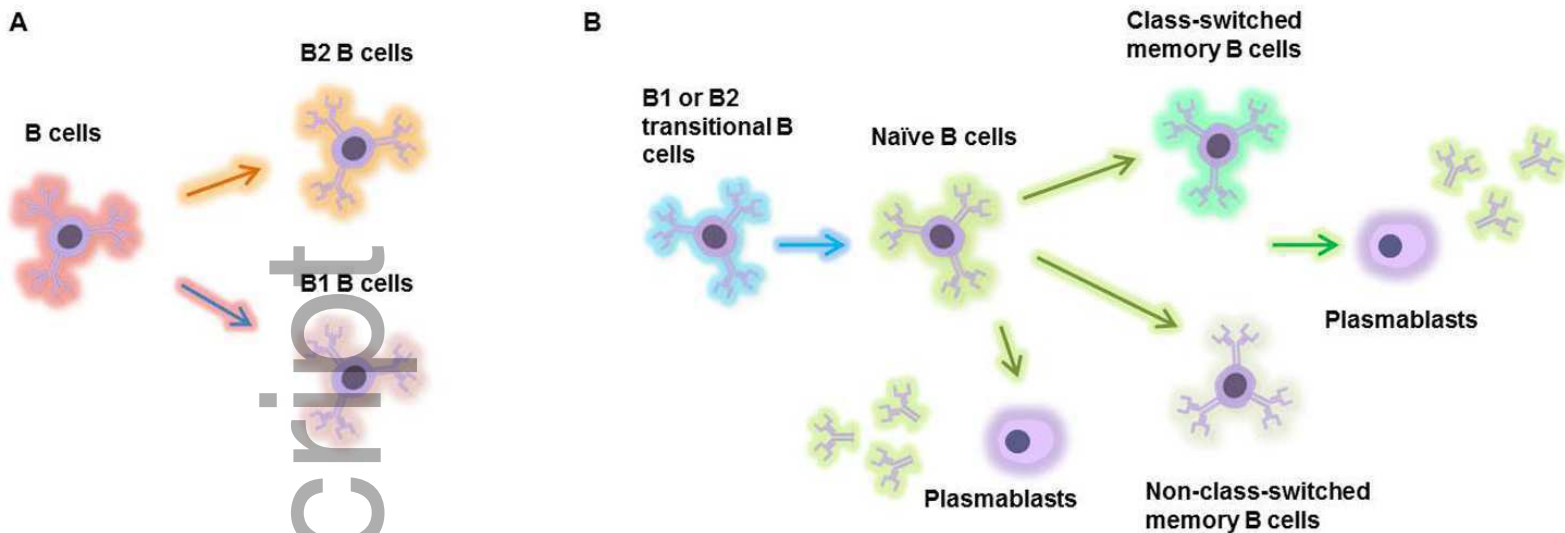 A
B2 B cells
B cells
B1 B cells
B
B1 or B2
transitional B
cells
Naïve B cells
Class-switched
memory B cells
Plasmablasts
Plasmablasts
Non-class-switched
memory B cells
cript